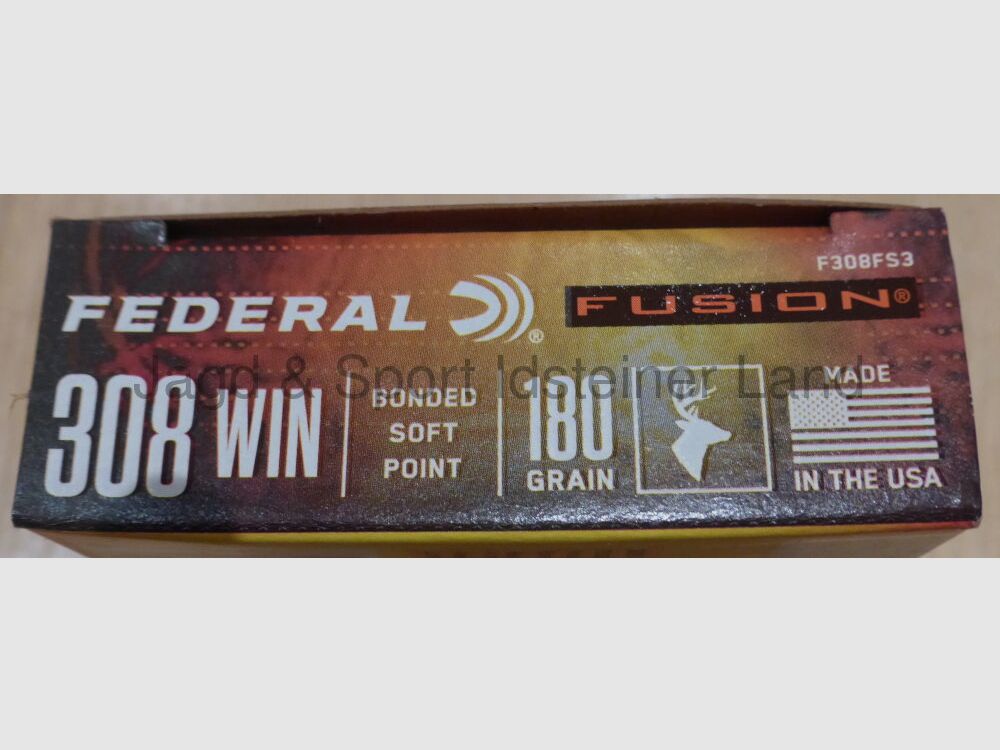 F308FS3
FEDERAL® FUSION®
Jagd & Sport Idsteiner Land
308 WIN
BONDED
SOFT
POINT
180
GRAIN
MADE
IN THE USA